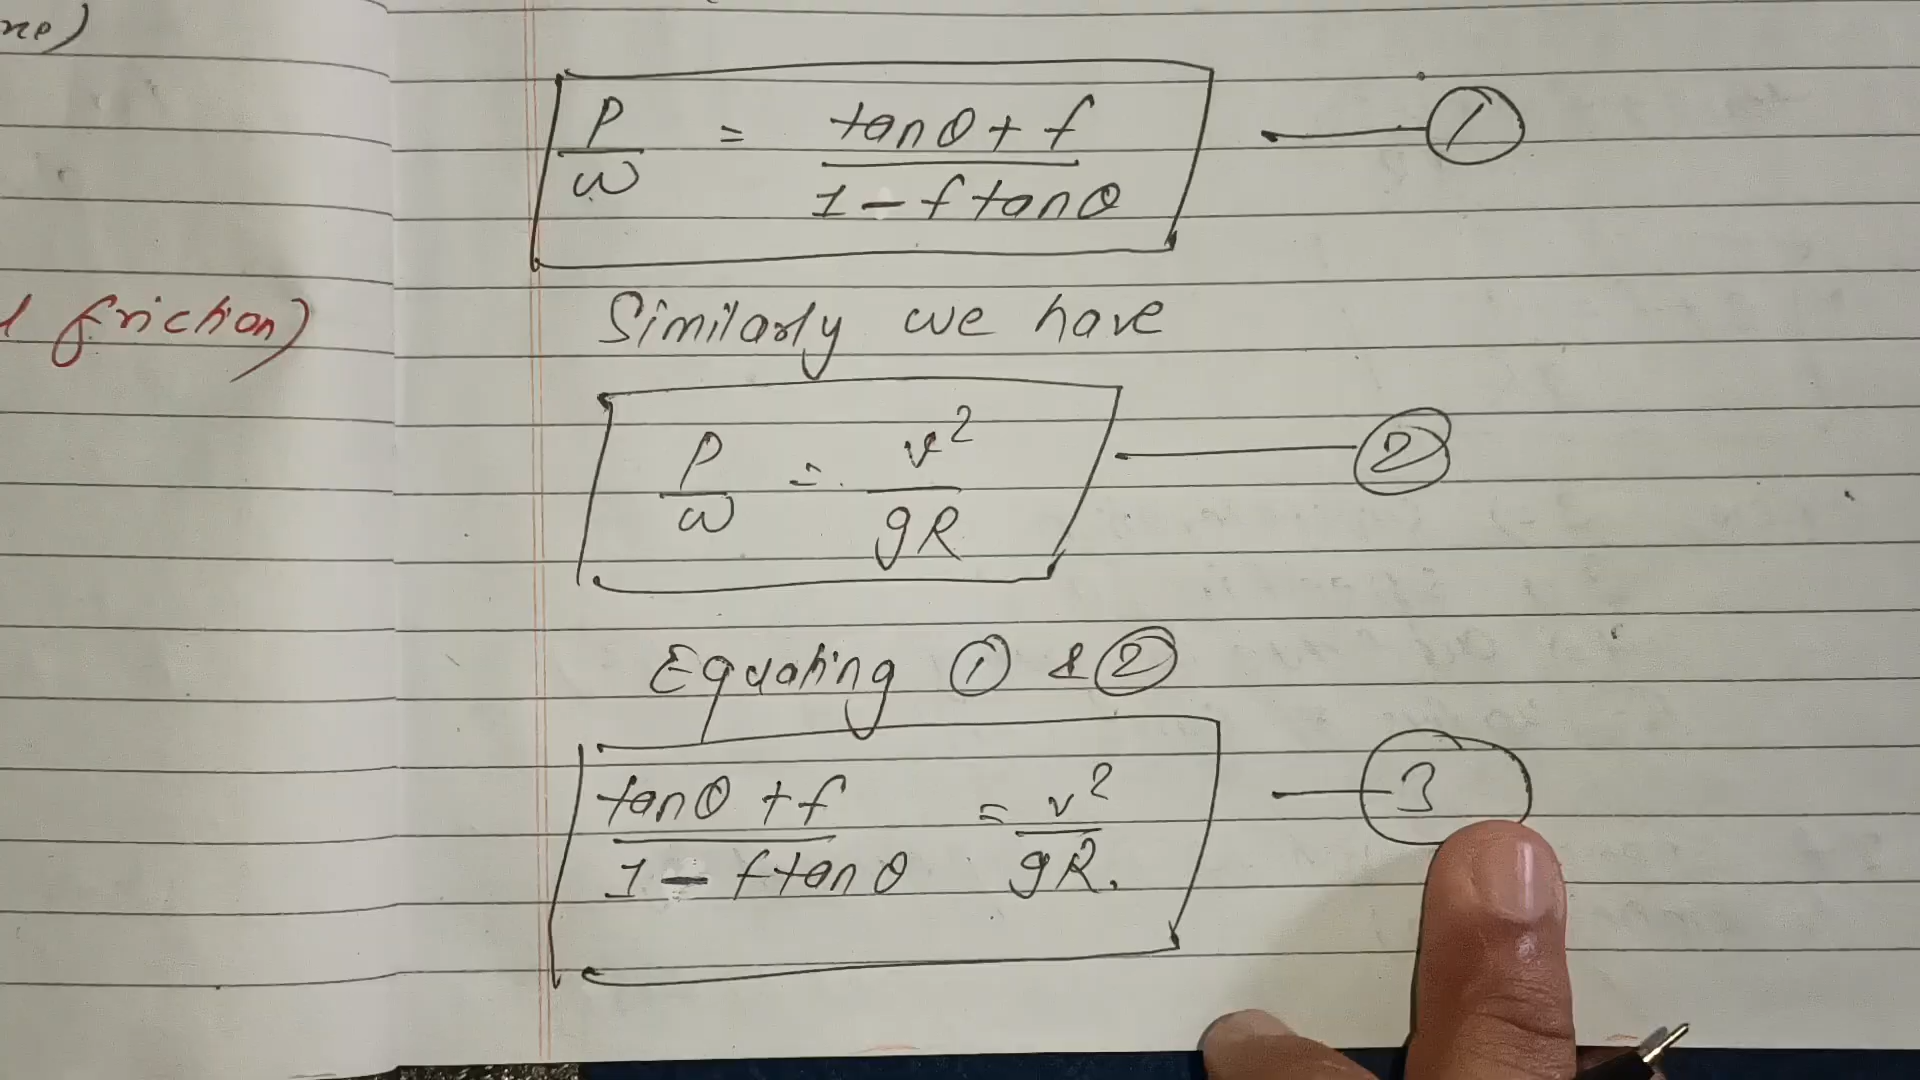 P/w = tanθ + f / 1 - f tanθ ①
friction)
Similarly we have
P/w = v² / gR ②
Equating ① & ②
tanθ + f / 1 - f tanθ = v² / gR. 3